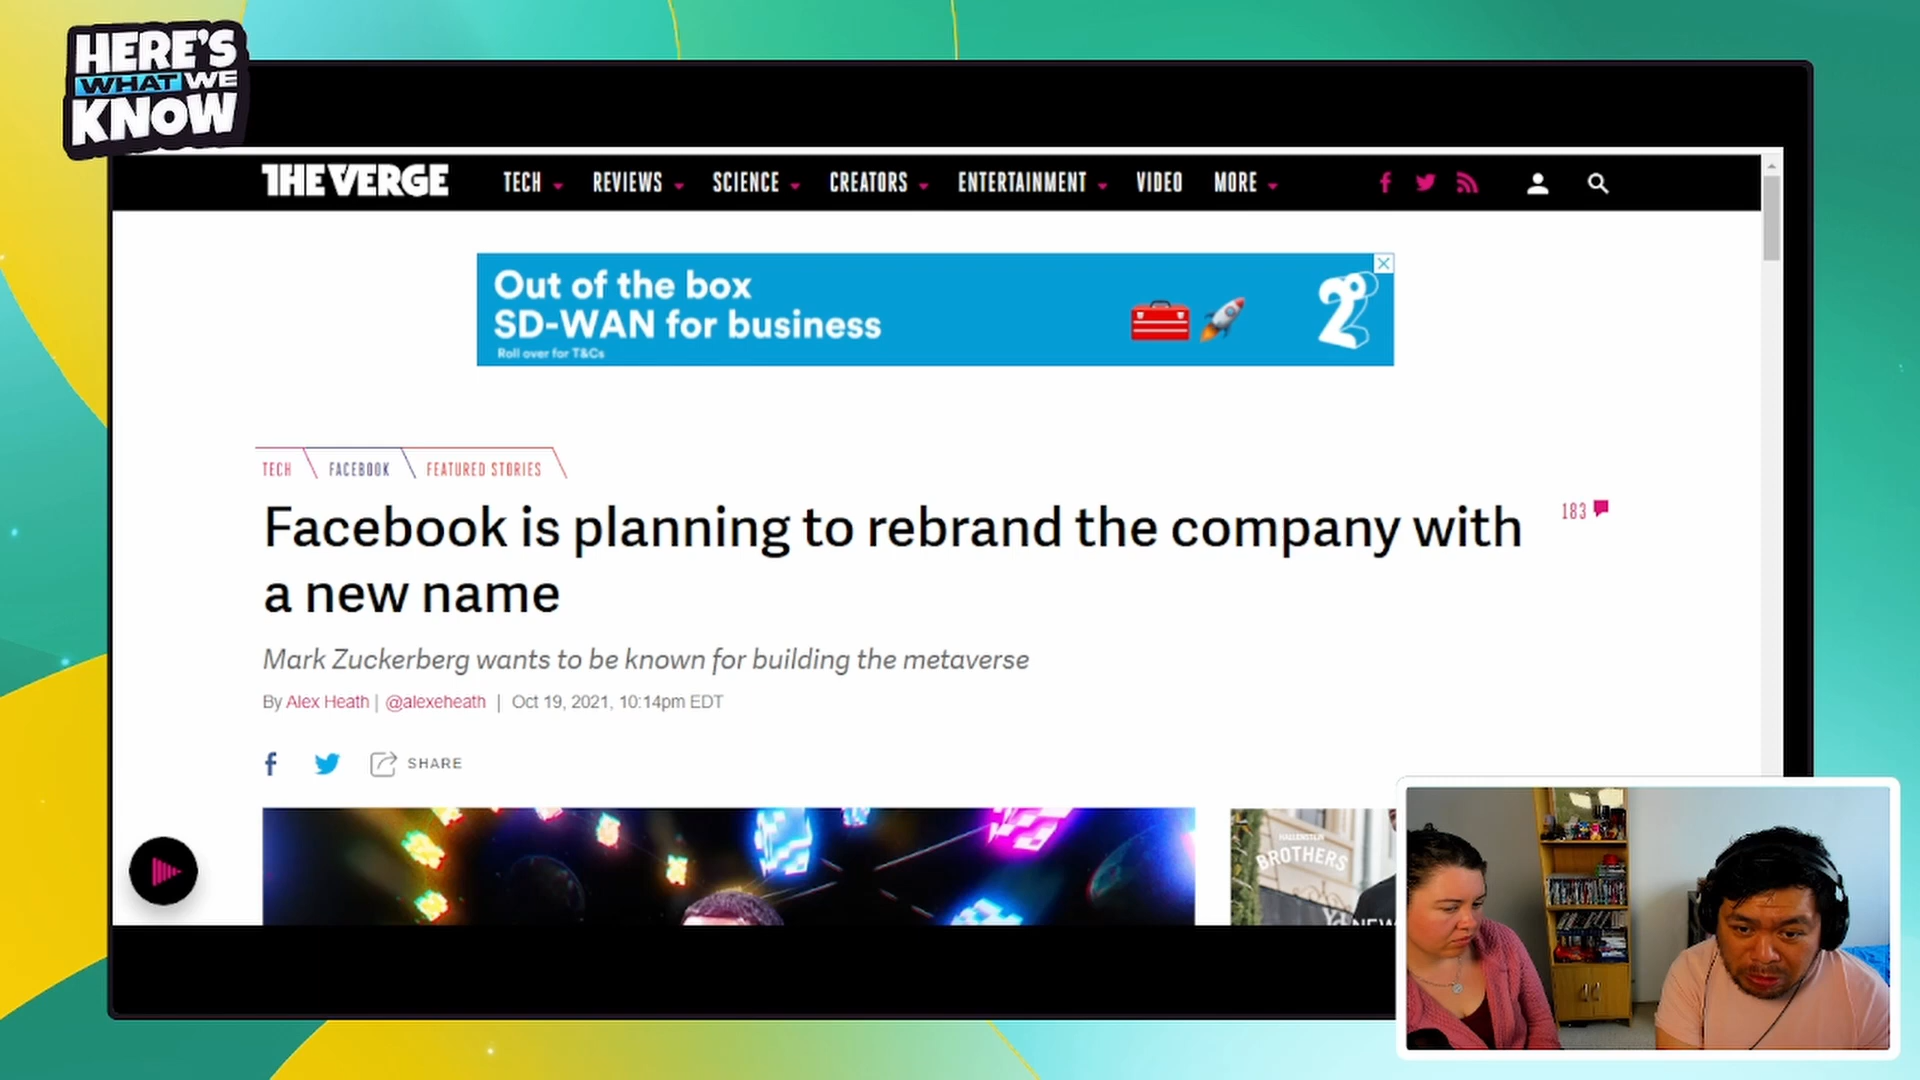 HERE'S
WHAT WE
KNOW
THE VERGE
TECH
REVIEWS
SCIENCE
CREATORS
ENTERTAINMENT
VIDEO
MORE
Out of the box
SD-WAN for business
Roll over for T&Cs
2
TECH
FACEBOOK
FEATURED STORIES
Facebook is planning to rebrand the company with
a new name
183
Mark Zuckerberg wants to be known for building the metaverse
By Alex Heath | @alexeheath | Oct 19, 2021, 10:14pm EDT
SHARE
HALLENSTEIN
BROTHERS